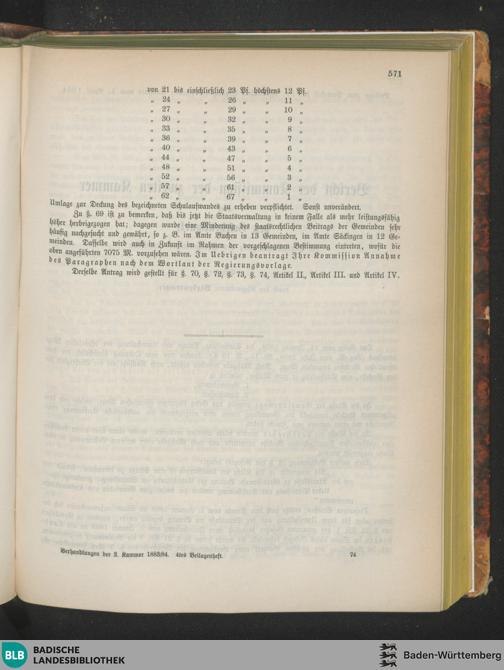 571
von 21 bis einschließlich 23 Pf. höchstens 12 Pf.
„ 24 „ „ 26 „ 11 „
„ 27 „ „ 29 „ 10 „
„ 30 „ „ 32 „ 9 „
„ 33 „ „ 35 „ 8 „
„ 36 „ „ 39 „ 7 „
„ 40 „ „ 43 „ 6 „
„ 44 „ „ 47 „ 5 „
„ 48 „ „ 51 „ 4 „
„ 52 „ „ 56 „ 3 „
„ 57 „ „ 61 „ 2 „
„ 62 „ „ 67 „ 1 „
Umlage zur Deckung des bezeichneten Schulaufwandes zu erheben verpflichtet. Sonst unverändert.
Zu §. 69 ist zu bemerken, daß bis jetzt die Staatsverwaltung in keinem Falle als mehr leistungsfähig
höher herbeigezogen hat; dagegen wurde eine Minderung des staatsrechtlichen Beitrags der Gemeinden sehr
häufig nachgesucht und gewährt, so z. B. im Amte Buchen in 13 Gemeinden, im Amte Säckingen in 12 Ge-
meinden. Dasselbe wird auch in Zukunft im Rahmen der vorgeschlagenen Bestimmung eintreten, wofür die
oben angeführten 7075 M. vorzusehen wären. Im Uebrigen beantragt Ihre Kommission Annahme
des Paragraphen nach dem Wortlaut der Regierungsvorlage.
Derselbe Antrag wird gestellt für §. 70, §. 72, §. 73, §. 74, Artikel II., Artikel III. und Artikel IV.
Verhandlungen der 2. Kammer 1883/84. 4tes Beilagenheft. 74
BLB BADISCHE
LANDESBIBLIOTHEK
Baden-Württemberg